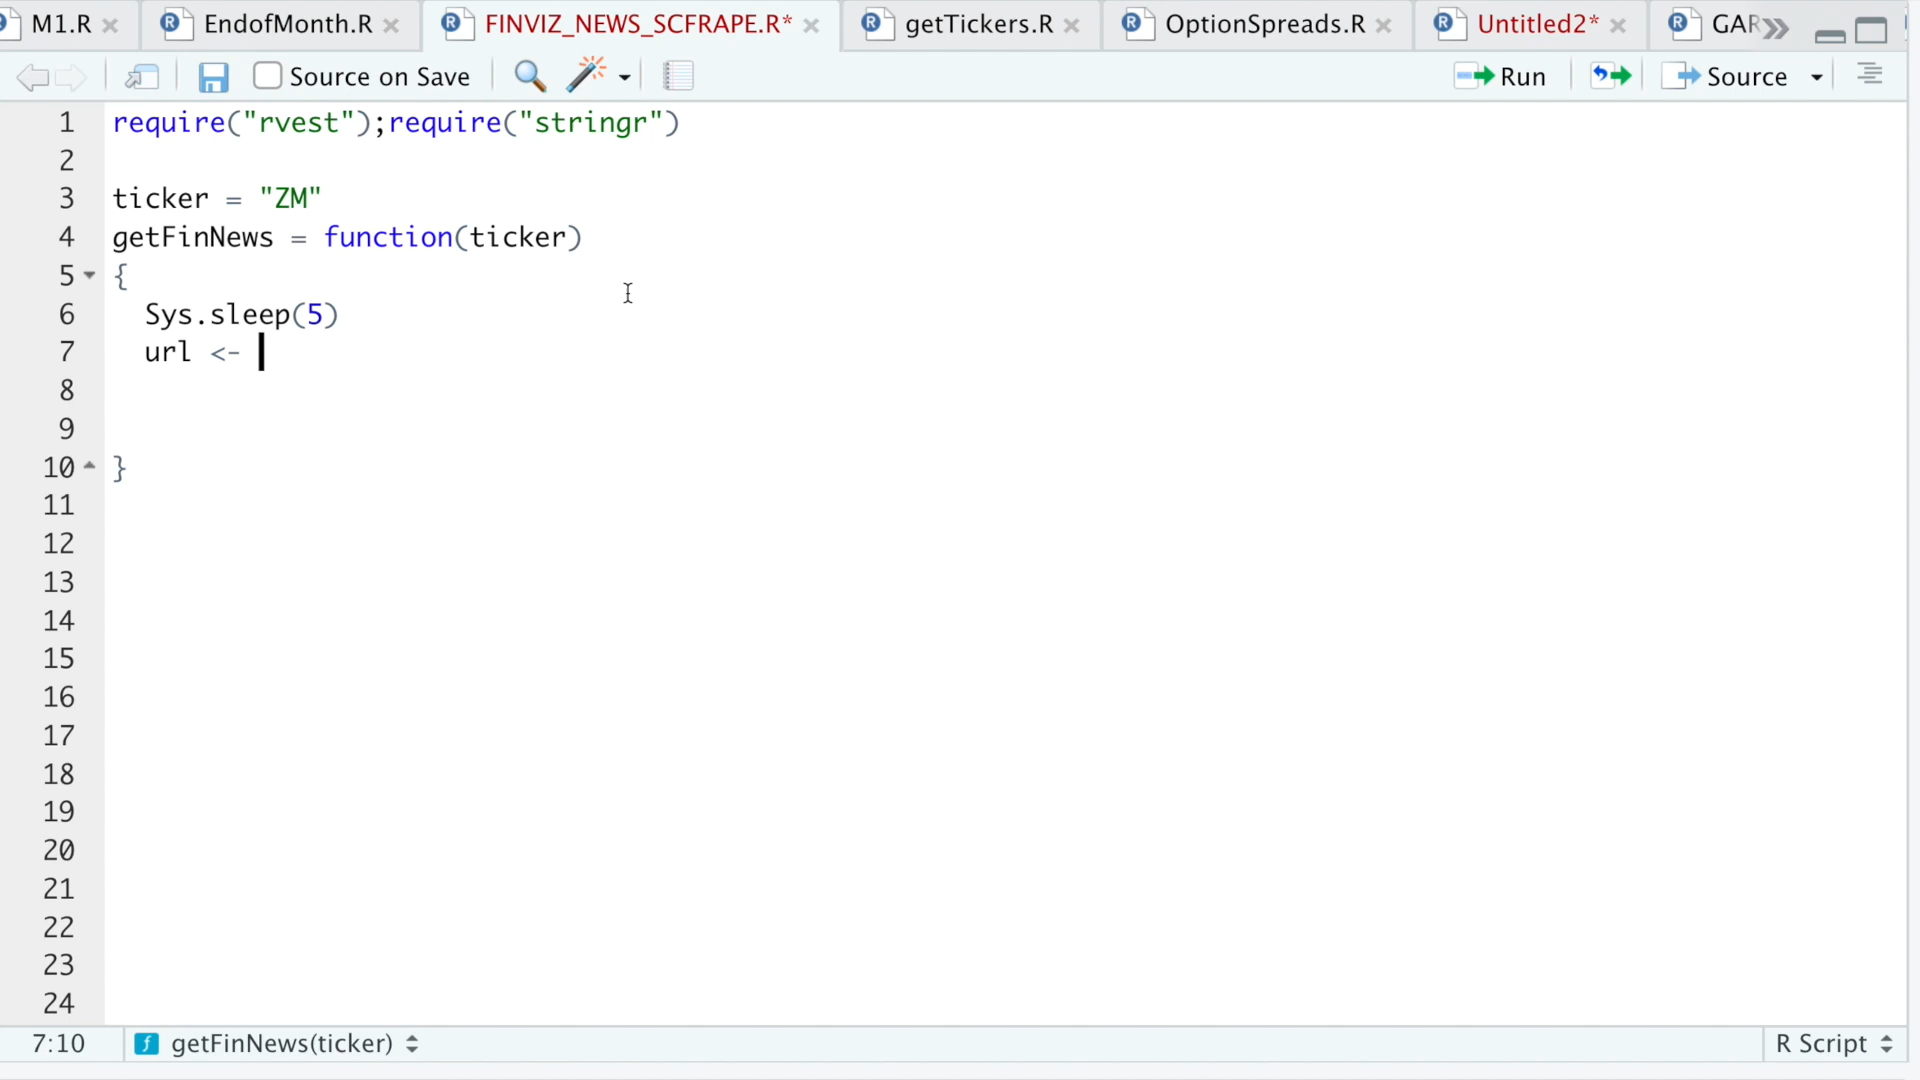 M1.R EndofMonth.R FINVIZ_NEWS_SCFRAPE.R* getTickers.R OptionSpreads.R Untitled2* GAR
Source on Save Run Source
1 require("rvest");require("stringr")
2
3 ticker = "ZM"
4 getFinNews = function(ticker)
5 {
6 Sys.sleep(5)
7 url <-
8
9
10 }
11
12
13
14
15
16
17
18
19
20
21
22
23
24
7:10 getFinNews(ticker) R Script